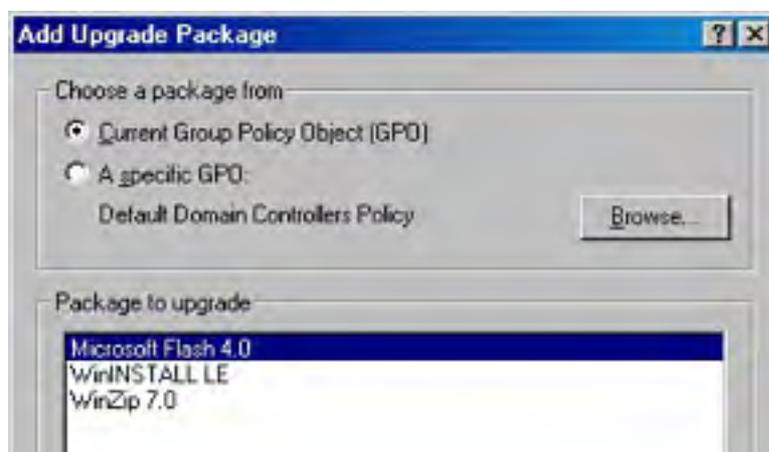 Add Upgrade Package
Choose a package from
Current Group Policy Object (GPO)
A specific GPO:
Default Domain Controllers Policy
Browse...
Package to upgrade
Microsoft Flash 4.0
WinINSTALL LE
WinZip 7.0